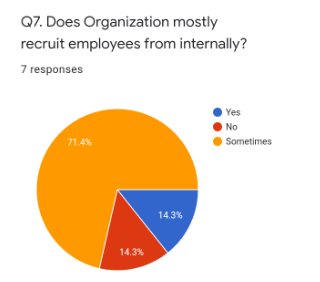 Q7. Does Organization mostly
recruit employees from internally?
7 responses
Yes
No
Sometimes
71.4%
14.3%
14.3%